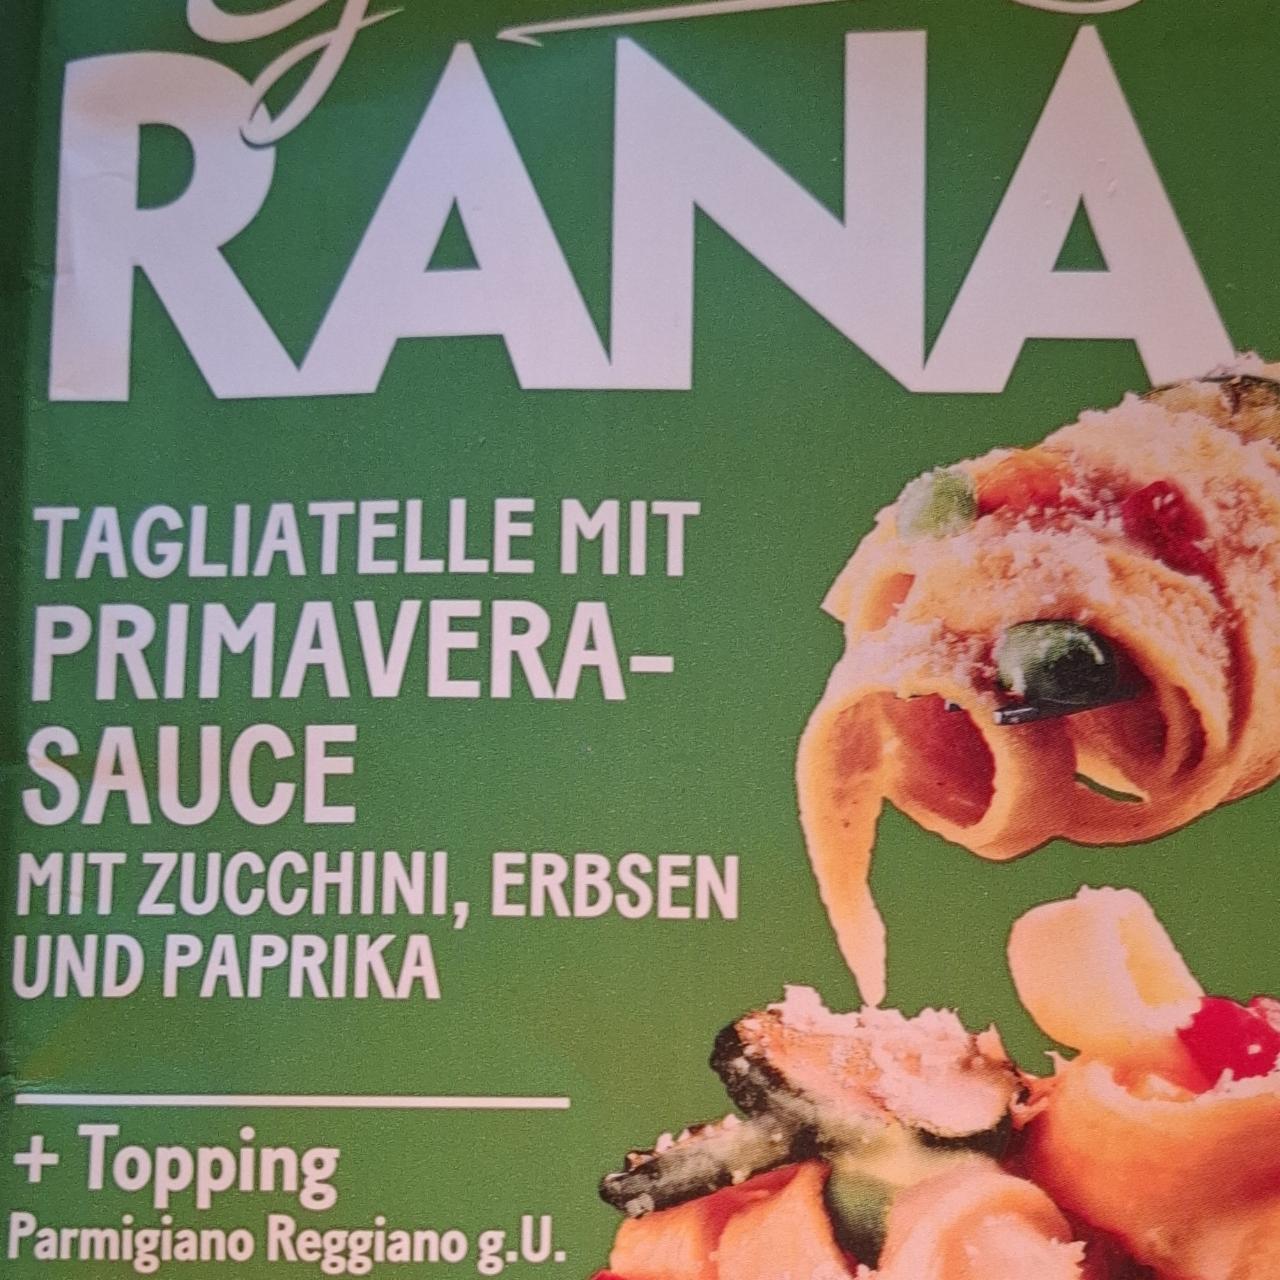 RANA
TAGLIATELLE MIT
PRIMAVERA-
SAUCE
MIT ZUCCHINI, ERBSEN
UND PAPRIKA
+ Topping
Parmigiano Reggiano g.U.